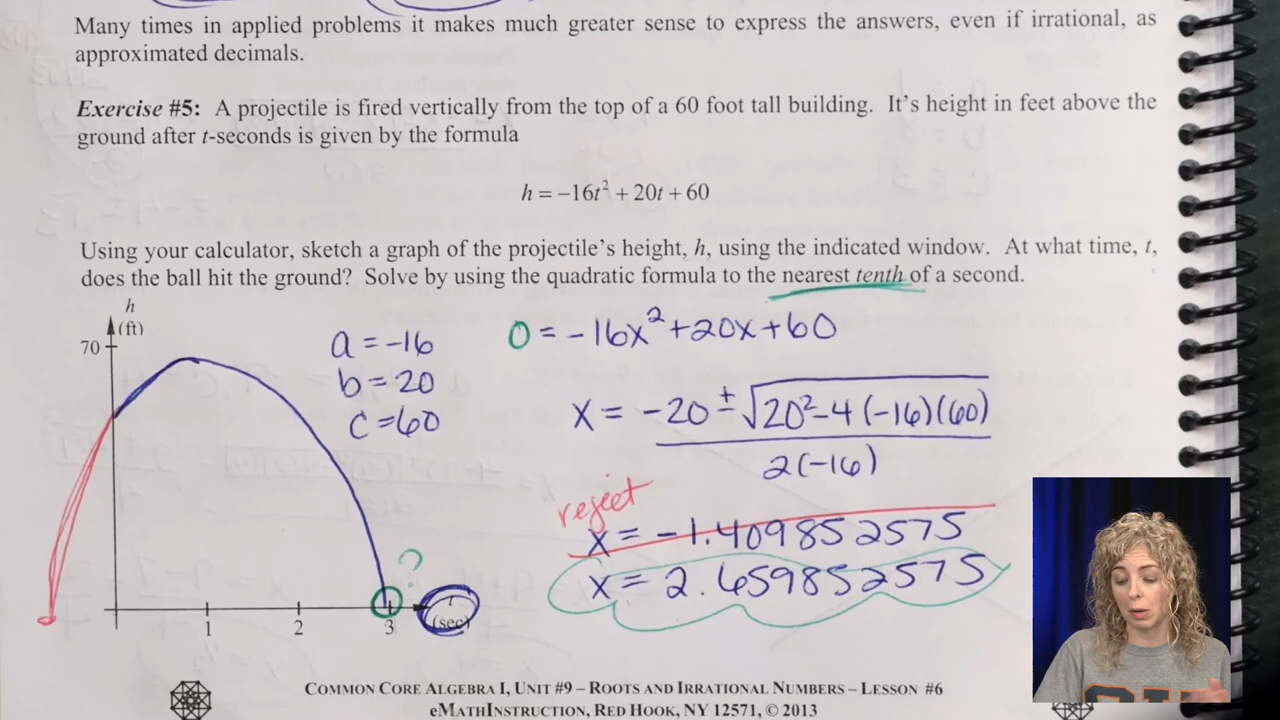 Many times in applied problems it makes much greater sense to express the answers, even if irrational, as
approximated decimals.
Exercise #5: A projectile is fired vertically from the top of a 60 foot tall building. It's height in feet above the
ground after t-seconds is given by the formula
h = -16t² + 20t + 60
Using your calculator, sketch a graph of the projectile's height, h, using the indicated window. At what time, t,
does the ball hit the ground? Solve by using the quadratic formula to the nearest tenth of a second.
h
(ft)
70
a = -16
b = 20
c = 60
0 = -16x² + 20x + 60
x = -20 ± √20² - 4(-16)(60)
2(-16)
reject
x = -1.409852575
x = 2.659852575
?
1
2
3
(sec)
COMMON CORE ALGEBRA I, UNIT #9 – ROOTS AND IRRATIONAL NUMBERS – LESSON #6
eMATHINSTRUCTION, RED HOOK, NY 12571, © 2013